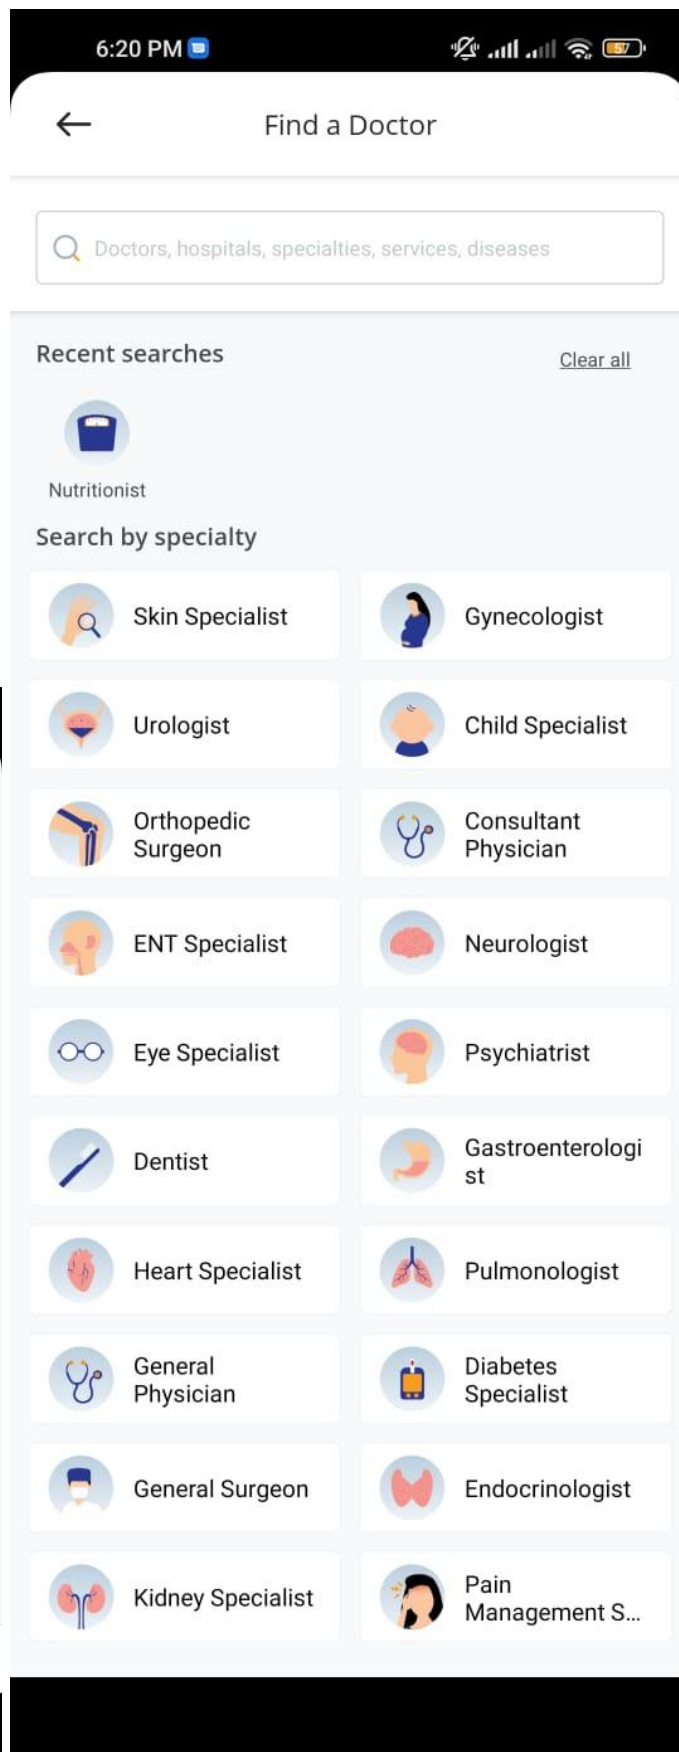 6:20 PM
57
Find a Doctor
Doctors, hospitals, specialties, services, diseases
Recent searches
Clear all
Nutritionist
Search by specialty
Skin Specialist
Gynecologist
Urologist
Child Specialist
Orthopedic
Surgeon
Consultant
Physician
ENT Specialist
Neurologist
Eye Specialist
Psychiatrist
Dentist
Gastroenterologi
st
Heart Specialist
Pulmonologist
General
Physician
Diabetes
Specialist
General Surgeon
Endocrinologist
Kidney Specialist
Pain
Management S...